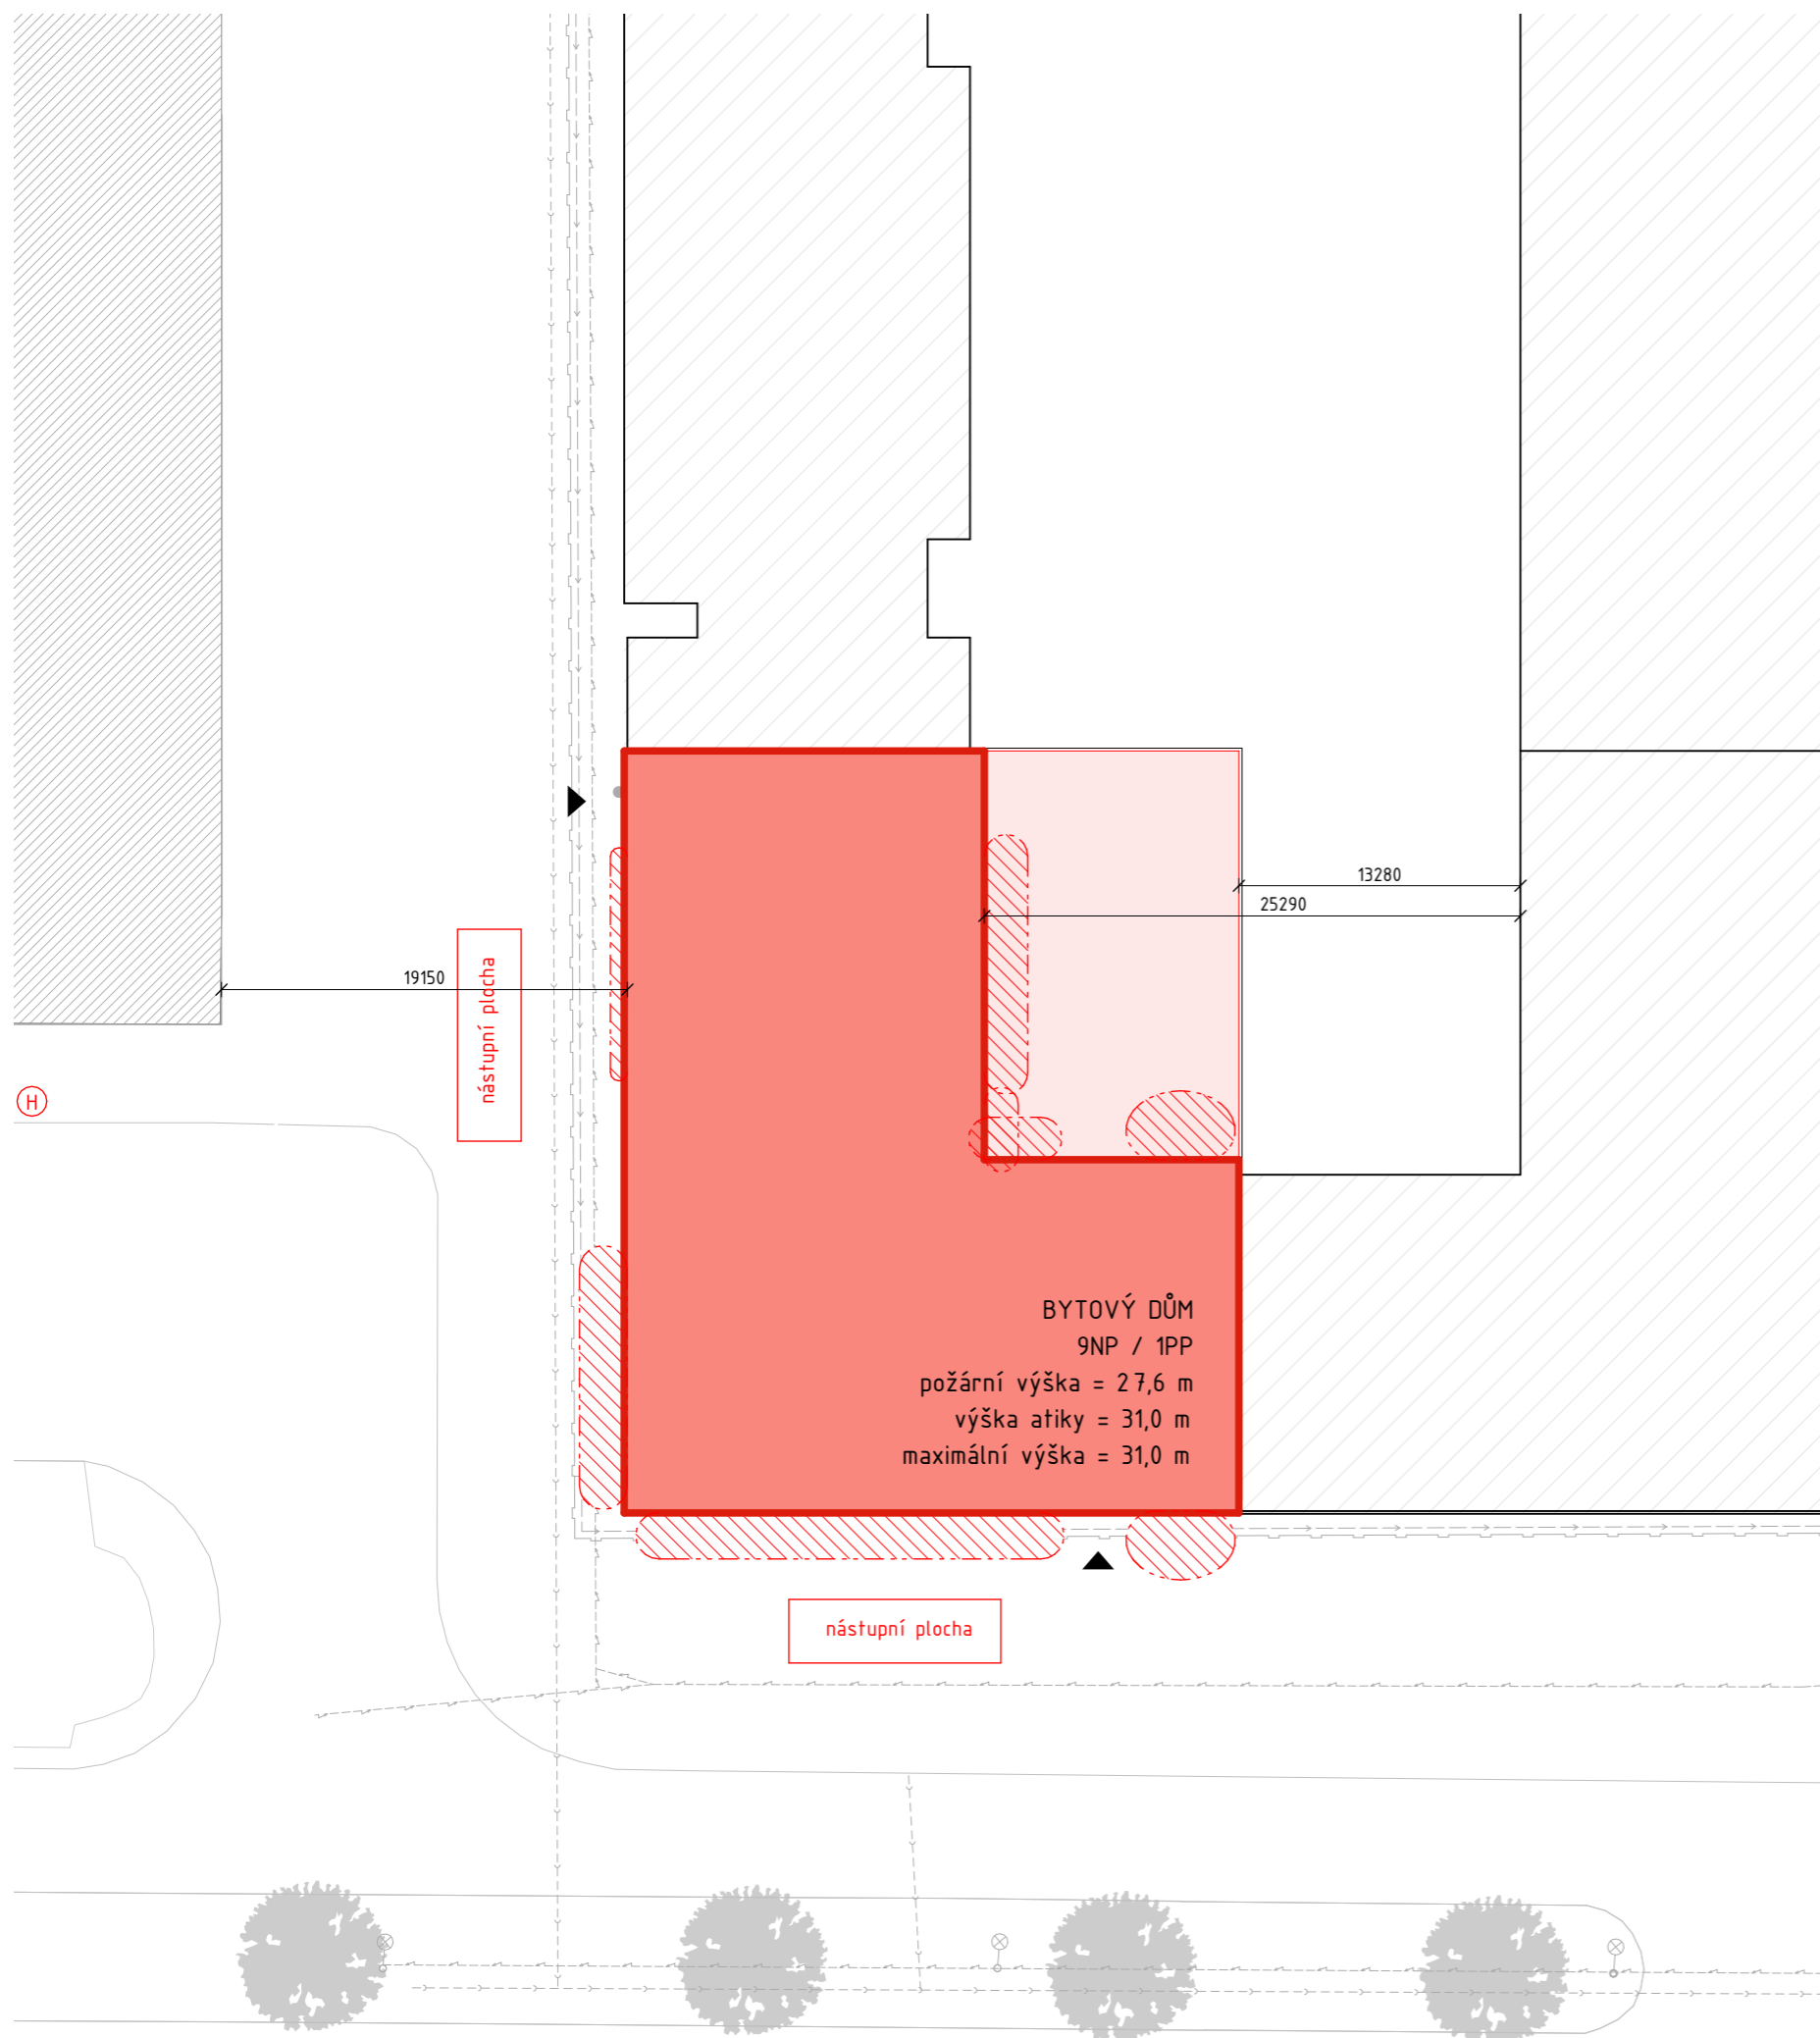 13280
25290
19150
nástupní plocha
H
BYTOVÝ DŮM
9NP / 1PP
požární výška = 27,6 m
výška atiky = 31,0 m
maximální výška = 31,0 m
nástupní plocha